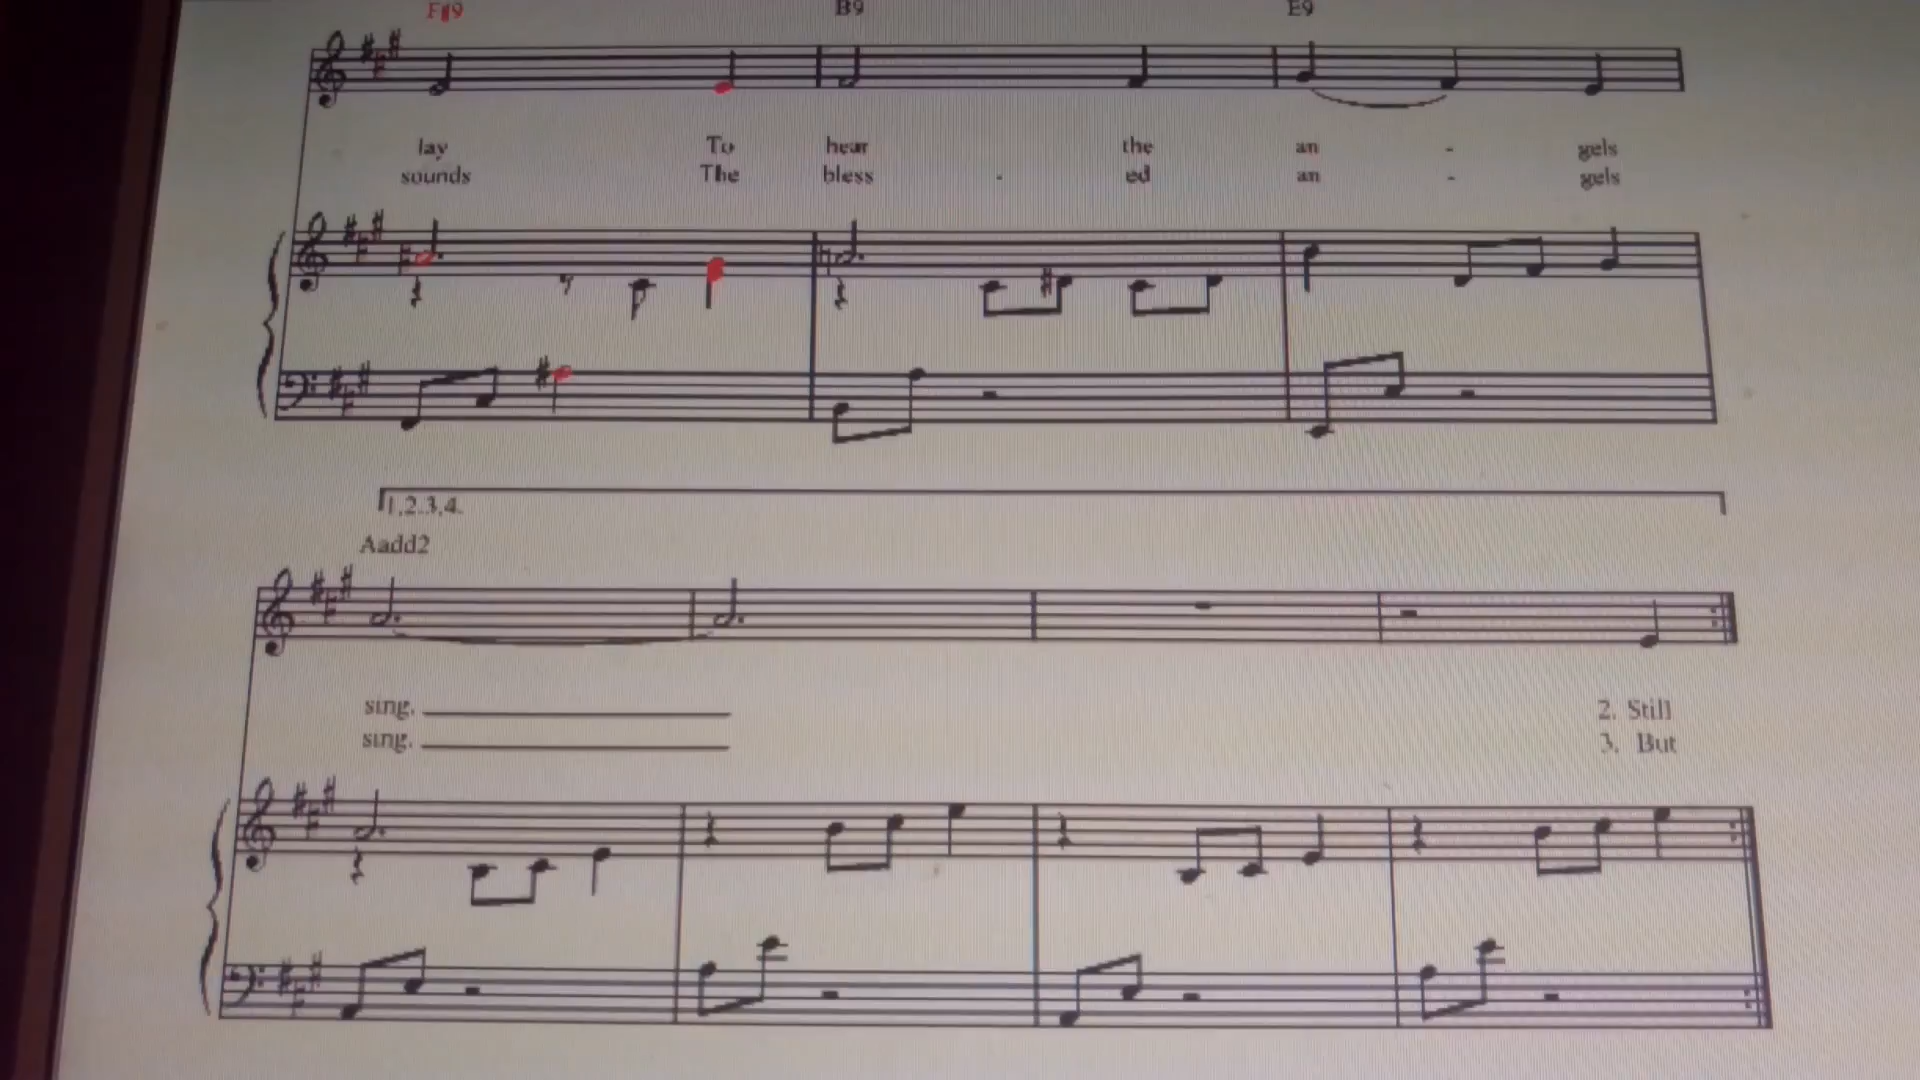 F#9 B9 E9
lay To hear the an - gels
sounds The bless - ed an - gels
1.2.3.4.
Aadd2
sing. 2. Still
sing. 3. But